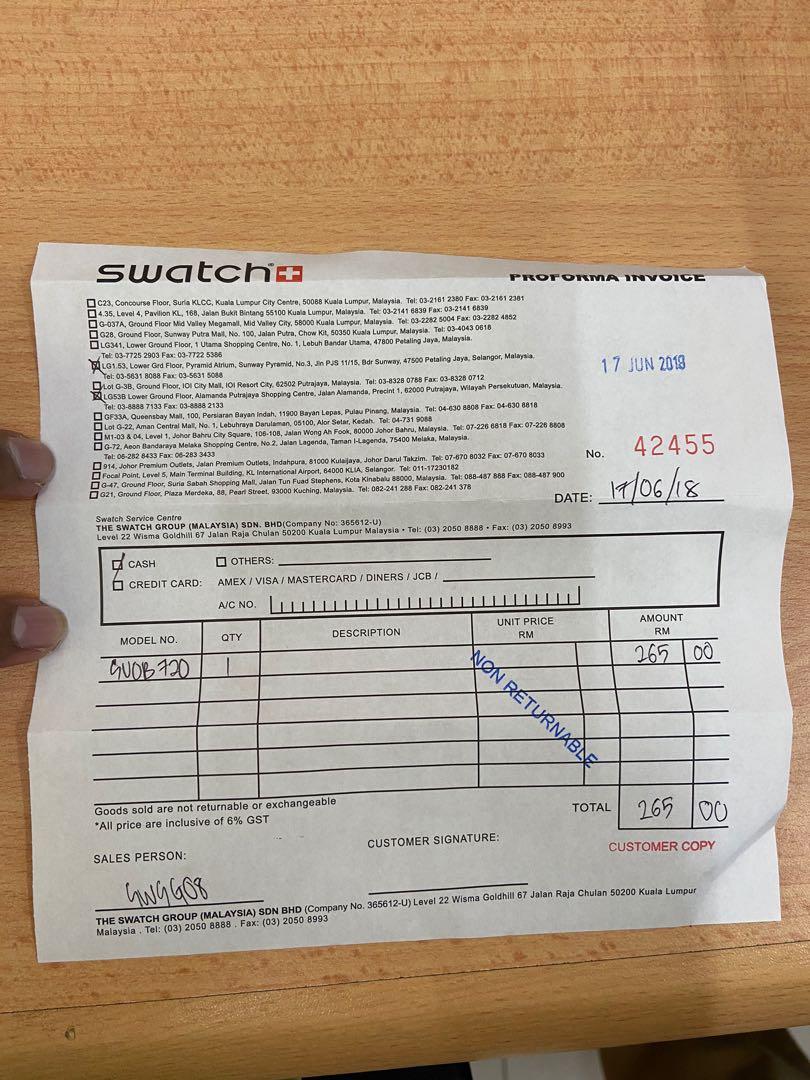 swatch
PROFORMA INVOICE
C23, Concourse Floor, Suria KLCC, Kuala Lumpur City Centre, 50088 Kuala Lumpur, Malaysia. Tel: 03-2161 2380 Fax: 03-2161 2381
4.35, Level 4, Pavilion KL, 168, Jalan Bukit Bintang 55100 Kuala Lumpur, Malaysia. Tel: 03-2141 6839 Fax: 03-2141 6839
G-037A, Ground Floor Mid Valley Megamall, Mid Valley City, 58000 Kuala Lumpur, Malaysia. Tel: 03-2282 5004 Fax: 03-2282 4852
G28, Ground Floor, Sunway Putra Mall, No. 100, Jalan Putra, Chow Kit, 50350 Kuala Lumpur, Malaysia. Tel: 03-4043 0618
LG341, Lower Ground Floor, 1 Utama Shopping Centre, No. 1, Lebuh Bandar Utama, 47800 Petaling Jaya, Malaysia.
Tel: 03-7725 2903 Fax: 03-7722 5386
LG1.53, Lower Grd Floor, Pyramid Atrium, Sunway Pyramid, No.3, Jin PJS 11/15, Bdr Sunway, 47500 Petaling Jaya, Selangor, Malaysia.
Tel: 03-5631 8088 Fax: 03-5631 5088
Lot G-3B, Ground Floor, IOI City Mall, IOI Resort City, 62502 Putrajaya, Malaysia. Tel: 03-8328 0788 Fax: 03-8328 0712
LG53B Lower Ground Floor, Alamanda Putrajaya Shopping Centre, Jalan Alamanda, Precint 1, 62000 Putrajaya, Wilayah Persekutuan, Malaysia.
Tel: 03-8888 7133 Fax: 03-8888 2133
GF33A, Queensbay Mall, 100, Persiaran Bayan Indah, 11900 Bayan Lepas, Pulau Pinang, Malaysia. Tel: 04-630 8808 Fax: 04-630 8818
Lot G-22, Aman Central Mall, No. 1, Lebuhraya Darulaman, 05100, Alor Setar, Kedah. Tel: 04-731 9088
M1-03 & 04, Level 1, Johor Bahru City Square, 106-108, Jalan Wong Ah Fook, 80000 Johor Bahru, Malaysia. Tel: 07-226 6818 Fax: 07-226 8808
G-72, Aeon Bandaraya Melaka Shopping Centre, No.2, Jalan Lagenda, Taman I-Lagenda, 75400 Melaka, Malaysia.
Tel: 06-282 8433 Fax: 06-283 3433
914, Johor Premium Outlets, Jalan Premium Outlets, Indahpura, 81000 Kulaijaya, Johor Darul Takzim. Tel: 07-670 8032 Fax: 07-670 8033
Focal Point, Level 5, Main Terminal Building, KL International Airport, 64000 KLIA, Selangor. Tel: 011-17230182
G-47, Ground Floor, Suria Sabah Shopping Mall, Jalan Tun Fuad Stephens, Kota Kinabalu 88000, Malaysia. Tel: 088-487 888 Fax: 088-487 900
G21, Ground Floor, Plaza Merdeka, 88, Pearl Street, 93000 Kuching, Malaysia. Tel: 082-241 288 Fax: 082-241 378
17 JUN 2018
No. 42455
DATE: 17/06/18
Swatch Service Centre
THE SWATCH GROUP (MALAYSIA) SDN. BHD(Company No: 365612-U)
Level 22 Wisma Goldhill 67 Jalan Raja Chulan 50200 Kuala Lumpur Malaysia • Tel: (03) 2050 8888 • Fax: (03) 2050 8993
CASH
OTHERS:
CREDIT CARD: AMEX / VISA / MASTERCARD / DINERS / JCB /
A/C NO.
MODEL NO. QTY DESCRIPTION UNIT PRICE RM AMOUNT RM
SUOB720 1 265 00
NON RETURNABLE
Goods sold are not returnable or exchangeable
*All price are inclusive of 6% GST
TOTAL 265 00
CUSTOMER COPY
SALES PERSON:
CUSTOMER SIGNATURE:
THE SWATCH GROUP (MALAYSIA) SDN BHD (Company No. 365612-U) Level 22 Wisma Goldhill 67 Jalan Raja Chulan 50200 Kuala Lumpur
Malaysia . Tel: (03) 2050 8888 . Fax: (03) 2050 8993